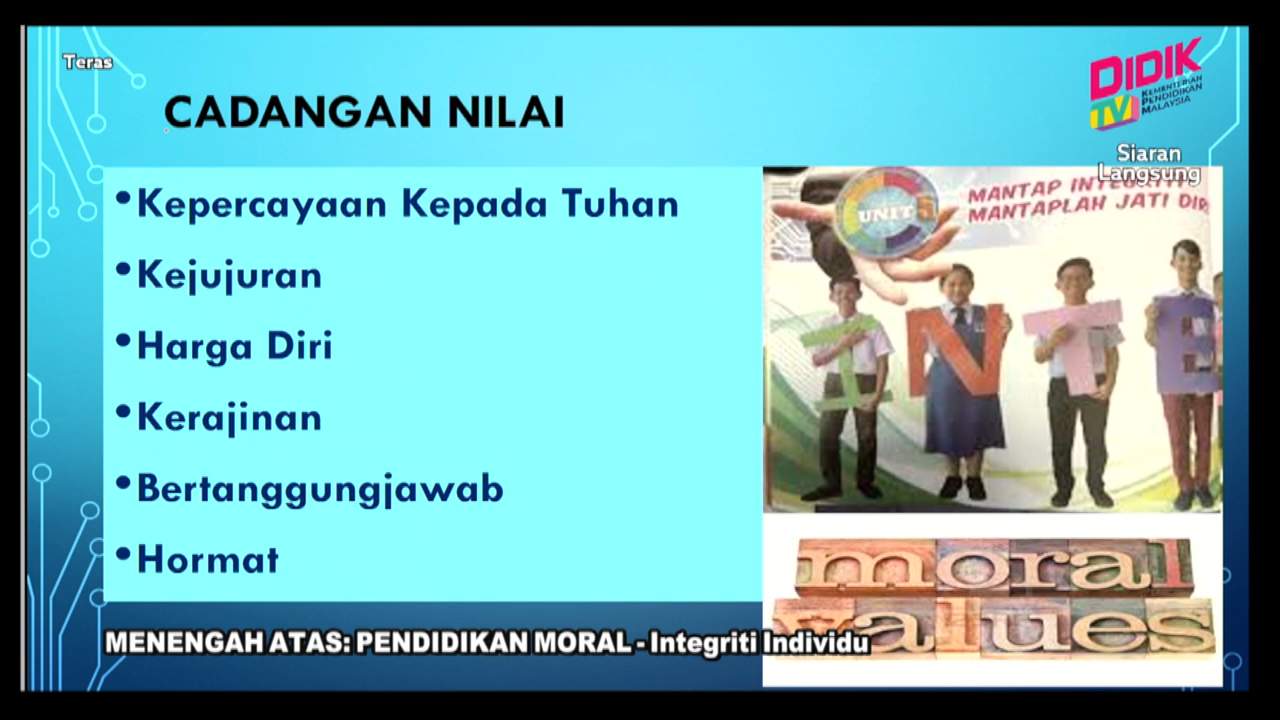 Teras
DIDIK
TV
KEMENTERIAN
PENDIDIKAN
MALAYSIA
Siaran
Langsung
CADANGAN NILAI
•Kepercayaan Kepada Tuhan
•Kejujuran
•Harga Diri
•Kerajinan
•Bertanggungjawab
•Hormat
UNIT
MANTAP INTEGRITI
MANTAPLAH JATI DIRI
I N T E
moral
values
MENENGAH ATAS: PENDIDIKAN MORAL - Integriti Individu